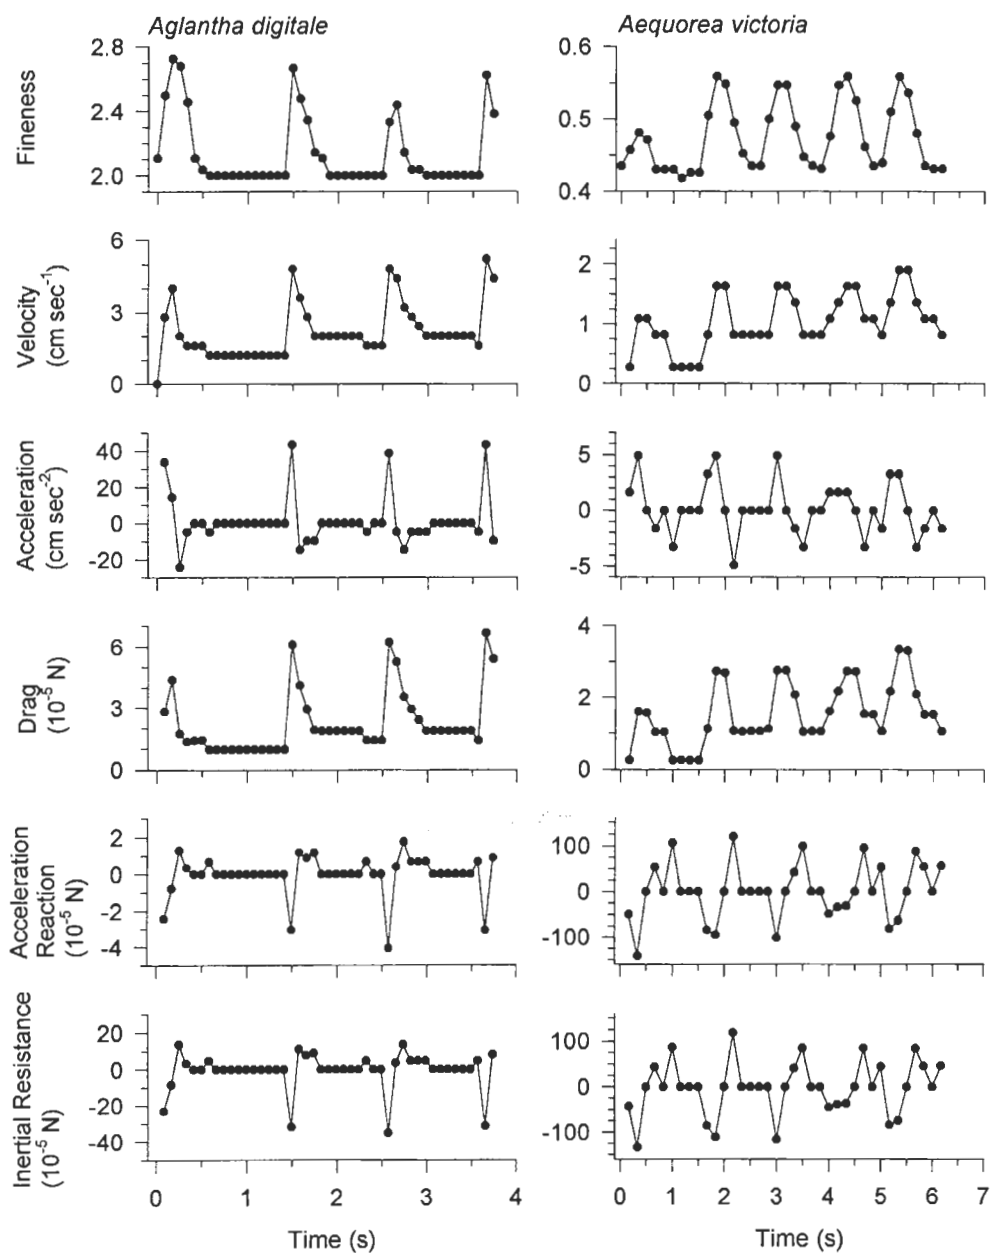 Aglantha digitale Aequorea victoria
Fineness
2.8
2.4
2.0
0.6
0.5
0.4
Velocity
(cm sec-1)
6
3
0
2
1
0
Acceleration
(cm sec-2)
40
20
0
-20
5
0
-5
Drag
(10-5 N)
6
3
0
4
2
0
Acceleration
Reaction
(10-5 N)
2
0
-2
-4
100
0
-100
Inertial Resistance
(10-5 N)
20
0
-20
-40
100
0
-100
0 1 2 3 4 0 1 2 3 4 5 6 7
Time (s) Time (s)